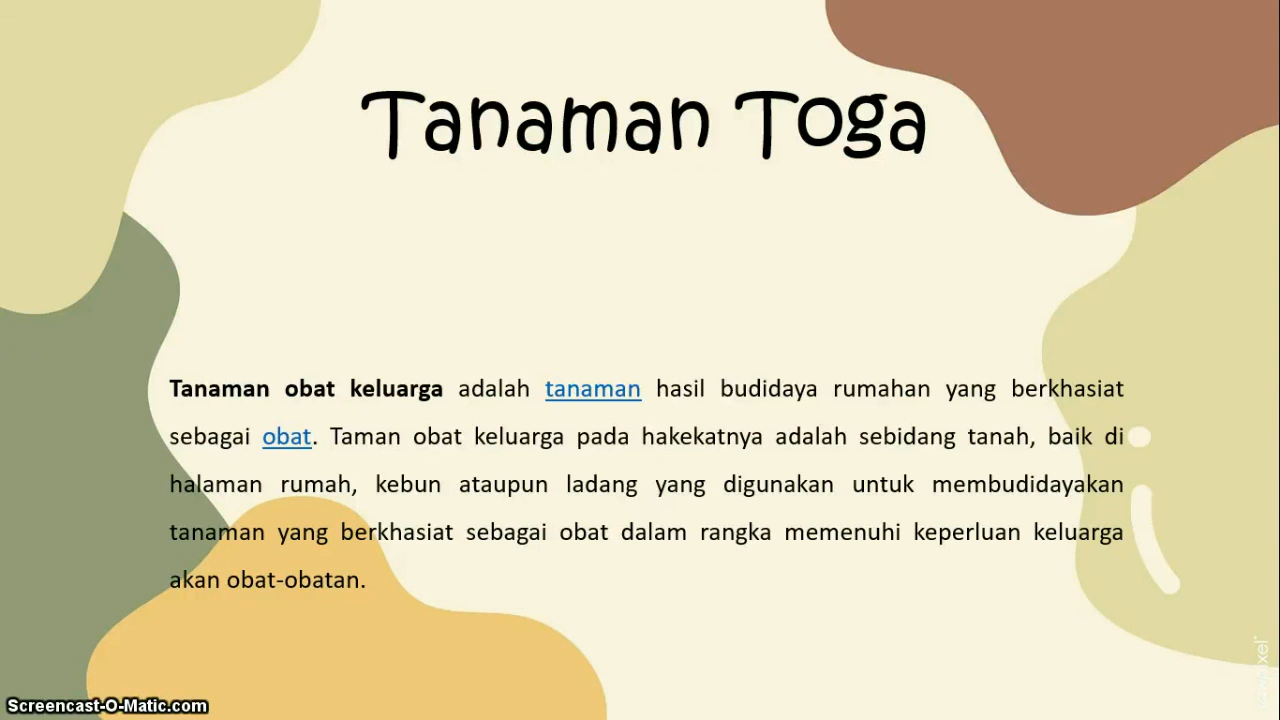 Tanaman Toga
Tanaman obat keluarga adalah tanaman hasil budidaya rumahan yang berkhasiat
sebagai obat. Taman obat keluarga pada hakekatnya adalah sebidang tanah, baik di
halaman rumah, kebun ataupun ladang yang digunakan untuk membudidayakan
tanaman yang berkhasiat sebagai obat dalam rangka memenuhi keperluan keluarga
akan obat-obatan.
Screencast-O-Matic.com